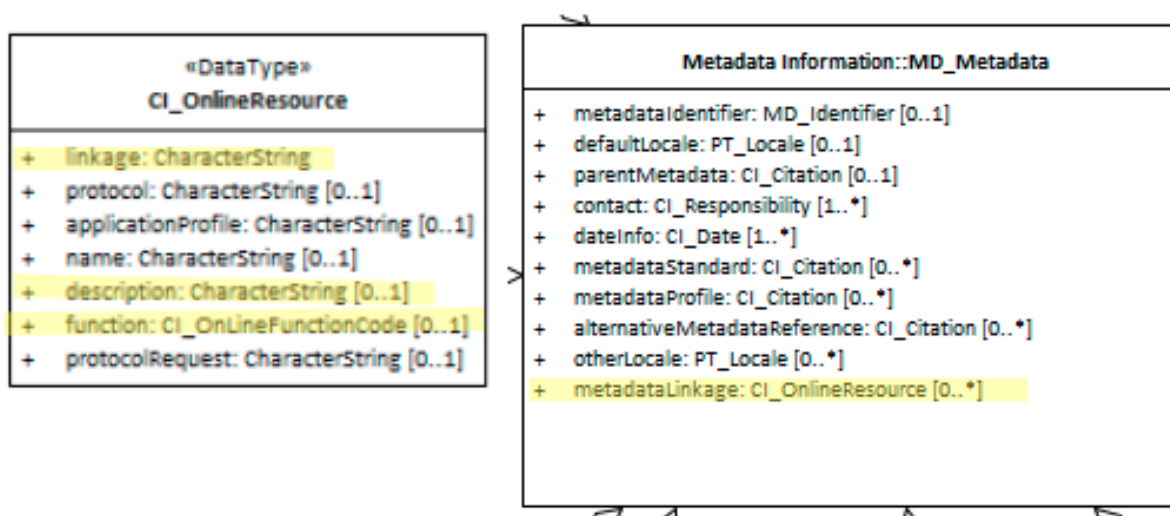 «DataType»
CI_OnlineResource
+ linkage: CharacterString
+ protocol: CharacterString [0..1]
+ applicationProfile: CharacterString [0..1]
+ name: CharacterString [0..1]
+ description: CharacterString [0..1]
+ function: CI_OnLineFunctionCode [0..1]
+ protocolRequest: CharacterString [0..1]
Metadata Information::MD_Metadata
+ metadataIdentifier: MD_Identifier [0..1]
+ defaultLocale: PT_Locale [0..1]
+ parentMetadata: CI_Citation [0..1]
+ contact: CI_Responsibility [1..*]
+ dateInfo: CI_Date [1..*]
+ metadataStandard: CI_Citation [0..*]
+ metadataProfile: CI_Citation [0..*]
+ alternativeMetadataReference: CI_Citation [0..*]
+ otherLocale: PT_Locale [0..*]
+ metadataLinkage: CI_OnlineResource [0..*]